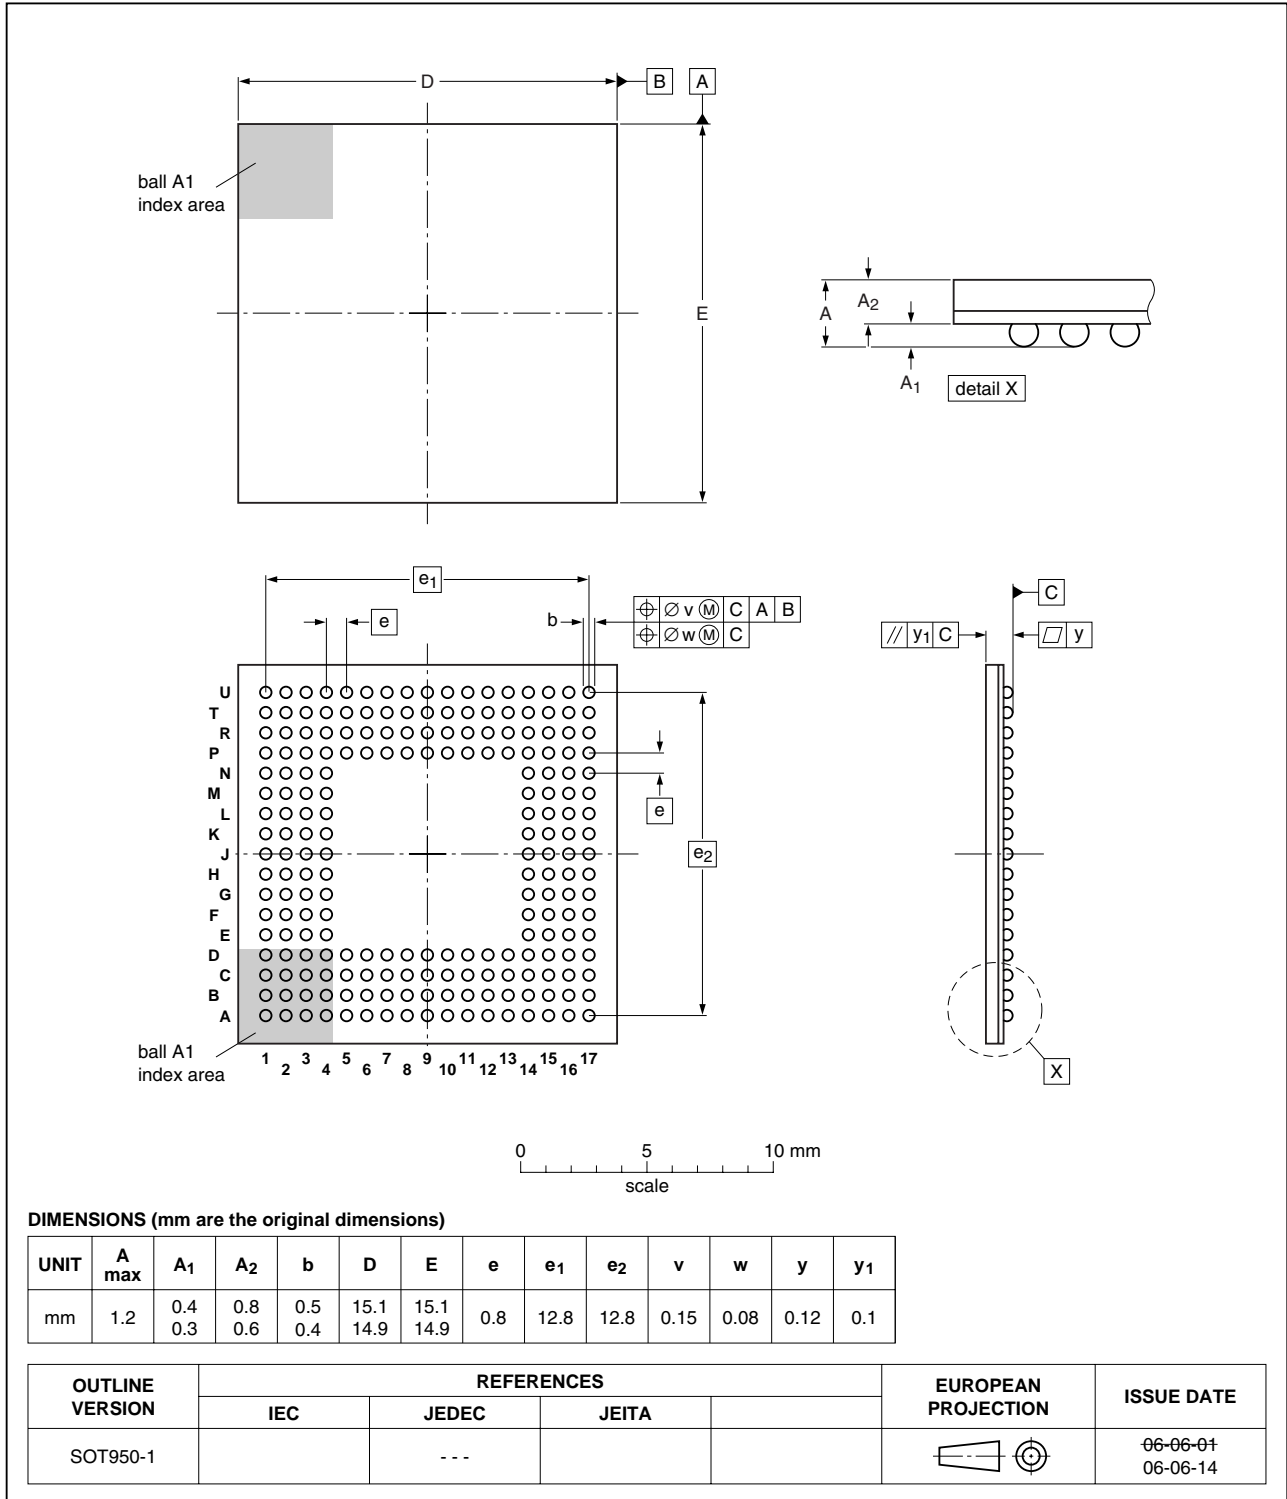 D
B
A
ball A1
index area
E
A
A2
A1
detail X
e1
e
b
⌖ ∅ v Ⓜ C A B
⌖ ∅ w Ⓜ C
C
// y1 C
▱ y
U
T
R
P
N
M
L
K
J
H
G
F
E
D
C
B
A
e
e2
ball A1
index area
1 2 3 4 5 6 7 8 9 10 11 12 13 14 15 16 17
X
0 5 10 mm
scale
DIMENSIONS (mm are the original dimensions)
UNIT A max A1 A2 b D E e e1 e2 v w y y1
mm 1.2 0.4 0.3 0.8 0.6 0.5 0.4 15.1 14.9 15.1 14.9 0.8 12.8 12.8 0.15 0.08 0.12 0.1
OUTLINE VERSION REFERENCES EUROPEAN PROJECTION ISSUE DATE
IEC JEDEC JEITA
SOT950-1 - - - 06-06-01
06-06-14